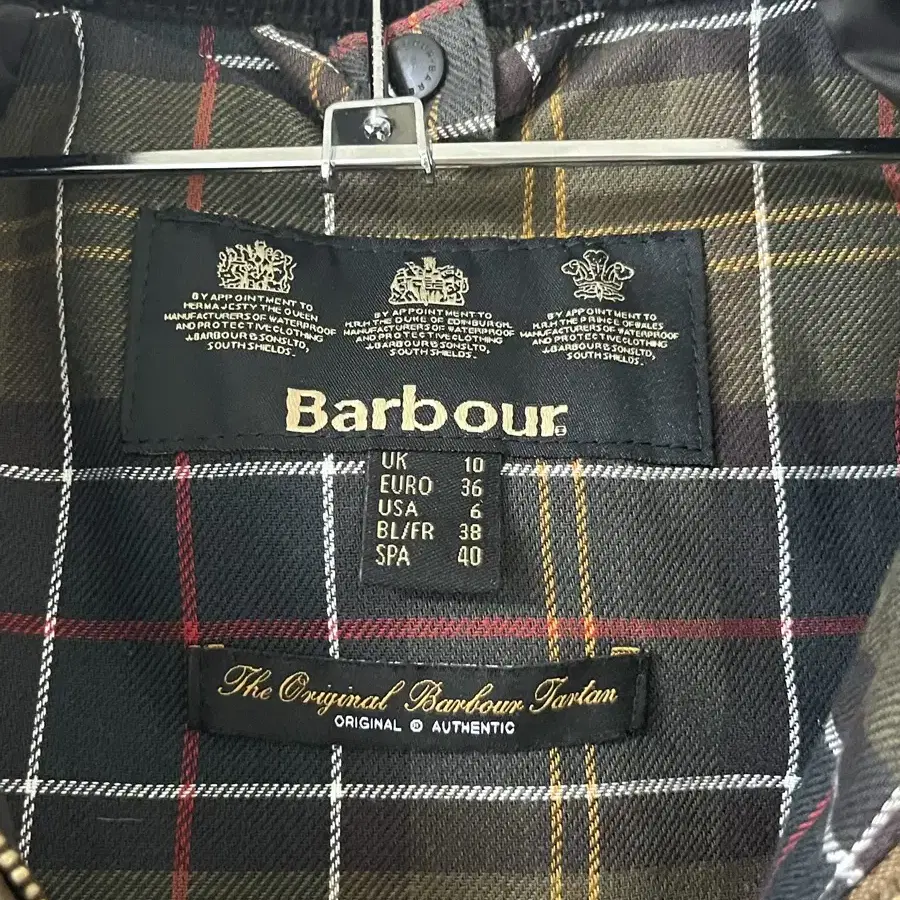 BY APPOINTMENT TO
HER MAJESTY THE QUEEN
MANUFACTURERS OF WATERPROOF
AND PROTECTIVE CLOTHING
J.BARBOUR & SONS LTD,
SOUTH SHIELDS.
BY APPOINTMENT TO
H.R.H. THE DUKE OF EDINBURGH.
MANUFACTURERS OF WATERPROOF
AND PROTECTIVE CLOTHING
J.BARBOUR & SONS LTD,
SOUTH SHIELDS.
BY APPOINTMENT TO
H.R.H. THE PRINCE OF WALES
MANUFACTURERS OF WATERPROOF
AND PROTECTIVE CLOTHING
J.BARBOUR & SONS LTD,
SOUTH SHIELDS.
Barbour
UK 10
EURO 36
USA 6
BL/FR 38
SPA 40
The Original Barbour Tartan
ORIGINAL ® AUTHENTIC